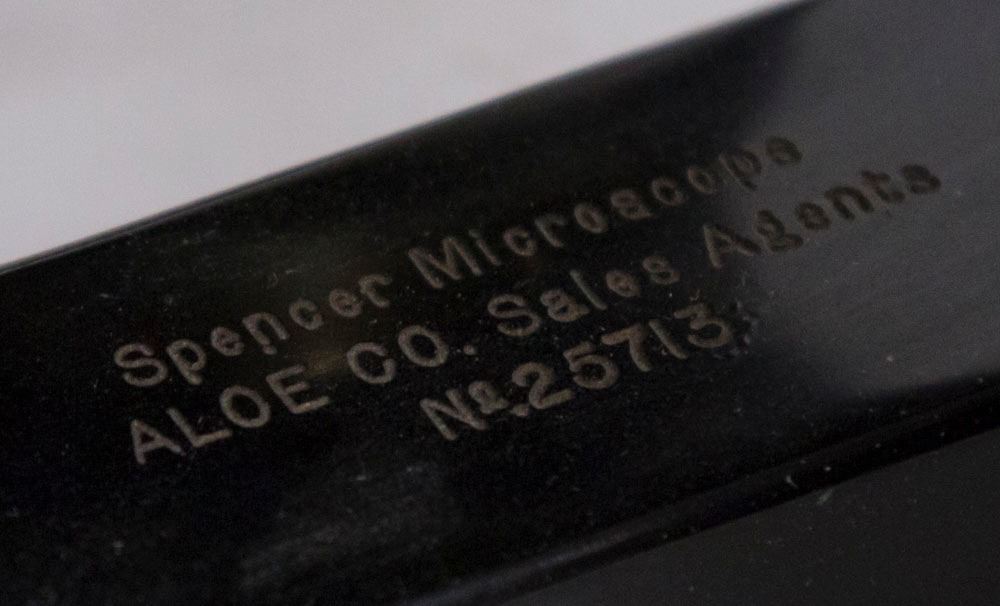 Spencer Microscope
ALOE CO. Sales Agents
No. 25713